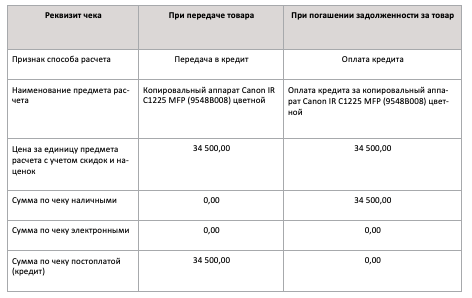 Реквизит чека
При передаче товара
При погашении задолженности за товар
Признак способа расчета
Передача в кредит
Оплата кредита
Наименование предмета рас-
чета
Копировальный аппарат Canon IR
C1225 MFP (9548B008) цветной
Оплата кредита за копировальный аппа-
рат Canon IR C1225 MFP (9548B008) цвет-
ной
Цена за единицу предмета
расчета с учетом скидок и на-
ценок
34 500,00
34 500,00
Сумма по чеку наличными
0,00
34 500,00
Сумма по чеку электронными
0,00
0,00
Сумма по чеку постоплатой
(кредит)
34 500,00
0,00